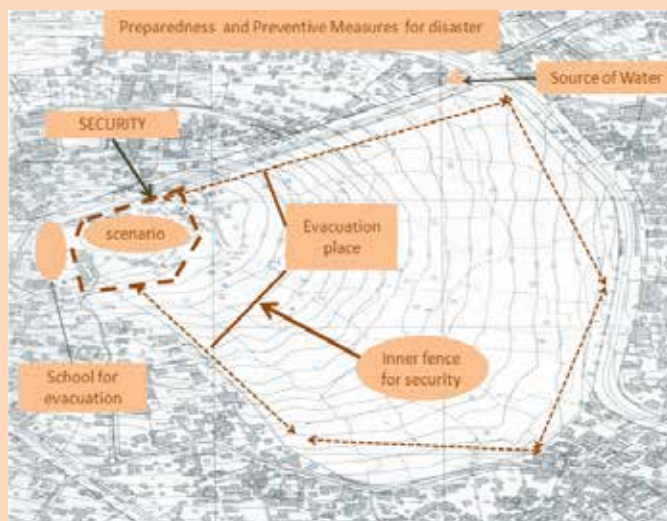 Preparedness and Preventive Measures for disaster
Source of Water
SECURITY
scenario
Evacuation
place
Inner fence
for security
School for
evacuation